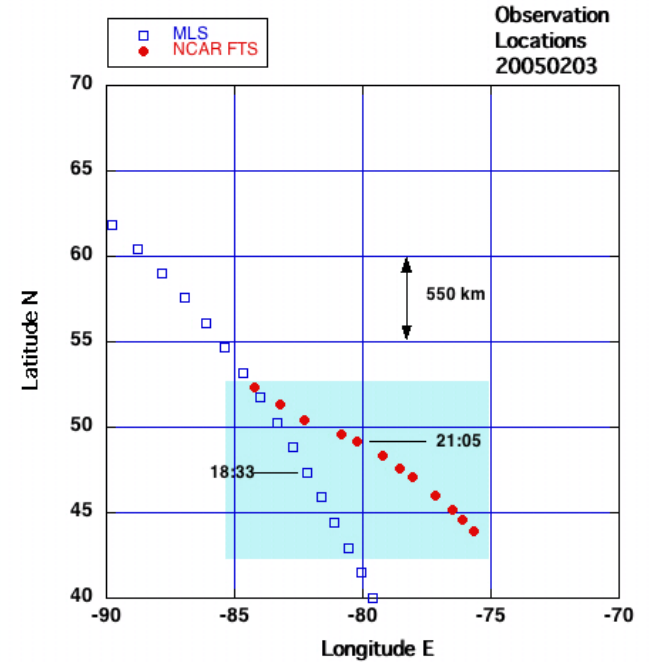 Observation
Locations
20050203
MLS
NCAR FTS
70
65
60
550 km
55
50
21:05
18:33
45
40
-90 -85 -80 -75 -70
Latitude N
Longitude E